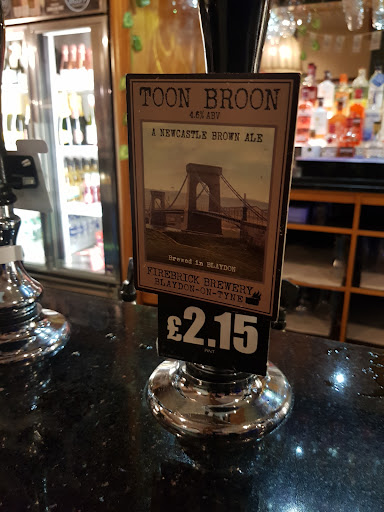 TOON BROON
4.6% ABV
A NEWCASTLE BROWN ALE
Brewed in BLAYDON
FIREBRICK BREWERY
BLAYDON-ON-TYNE
£2.15